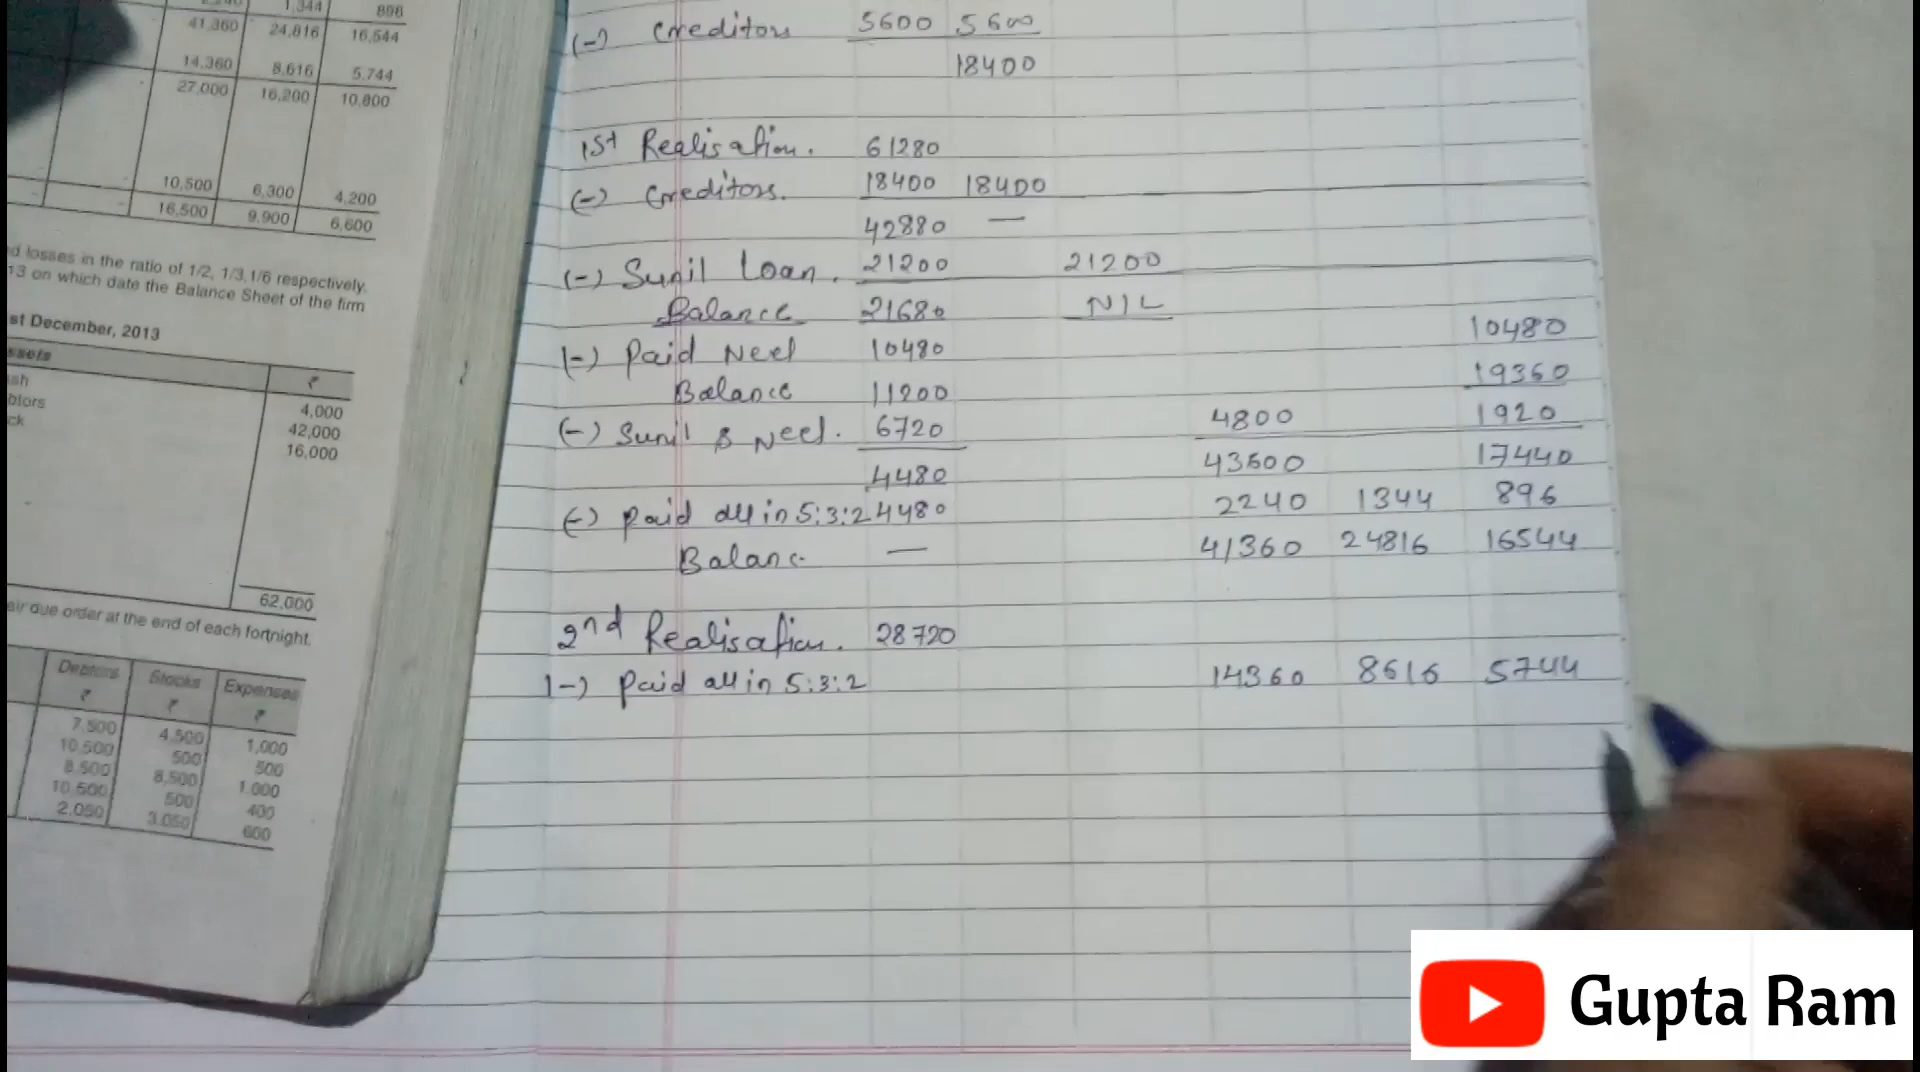 1,344 896
41,360 24,816 16,544
14,360 8,616 5,744
27,000 16,200 10,800
10,500 6,300 4,200
16,500 9,900 6,600
d losses in the ratio of 1/2, 1/3, 1/6 respectively.
13 on which date the Balance Sheet of the firm
st December, 2013
ssets ₹
sh 4,000
btors 42,000
ck 16,000
62,000
eir due order at the end of each fortnight.
Debtors Stocks Expenses
₹ ₹ ₹
7,500 4,500 1,000
10,500 500 500
8,500 8,500 1,000
10,500 500 400
2,050 3,050 600
(-) Creditors 5600 5600
18400
1st Realisation. 61280
(-) Creditors. 18400 18400
42880 —
(-) Sunil Loan. 21200 21200
Balance 21680 NIL
10480
(-) Paid Neel 10480
19360
Balance 11200
(-) Sunil & Neel. 6720 4800 1920
4480 43600 17440
(-) paid all in 5:3:2 4480 2240 1344 896
Balanc — 41360 24816 16544
2nd Realisation. 28720
(-) paid all in 5:3:2 14360 8616 5744
Gupta Ram